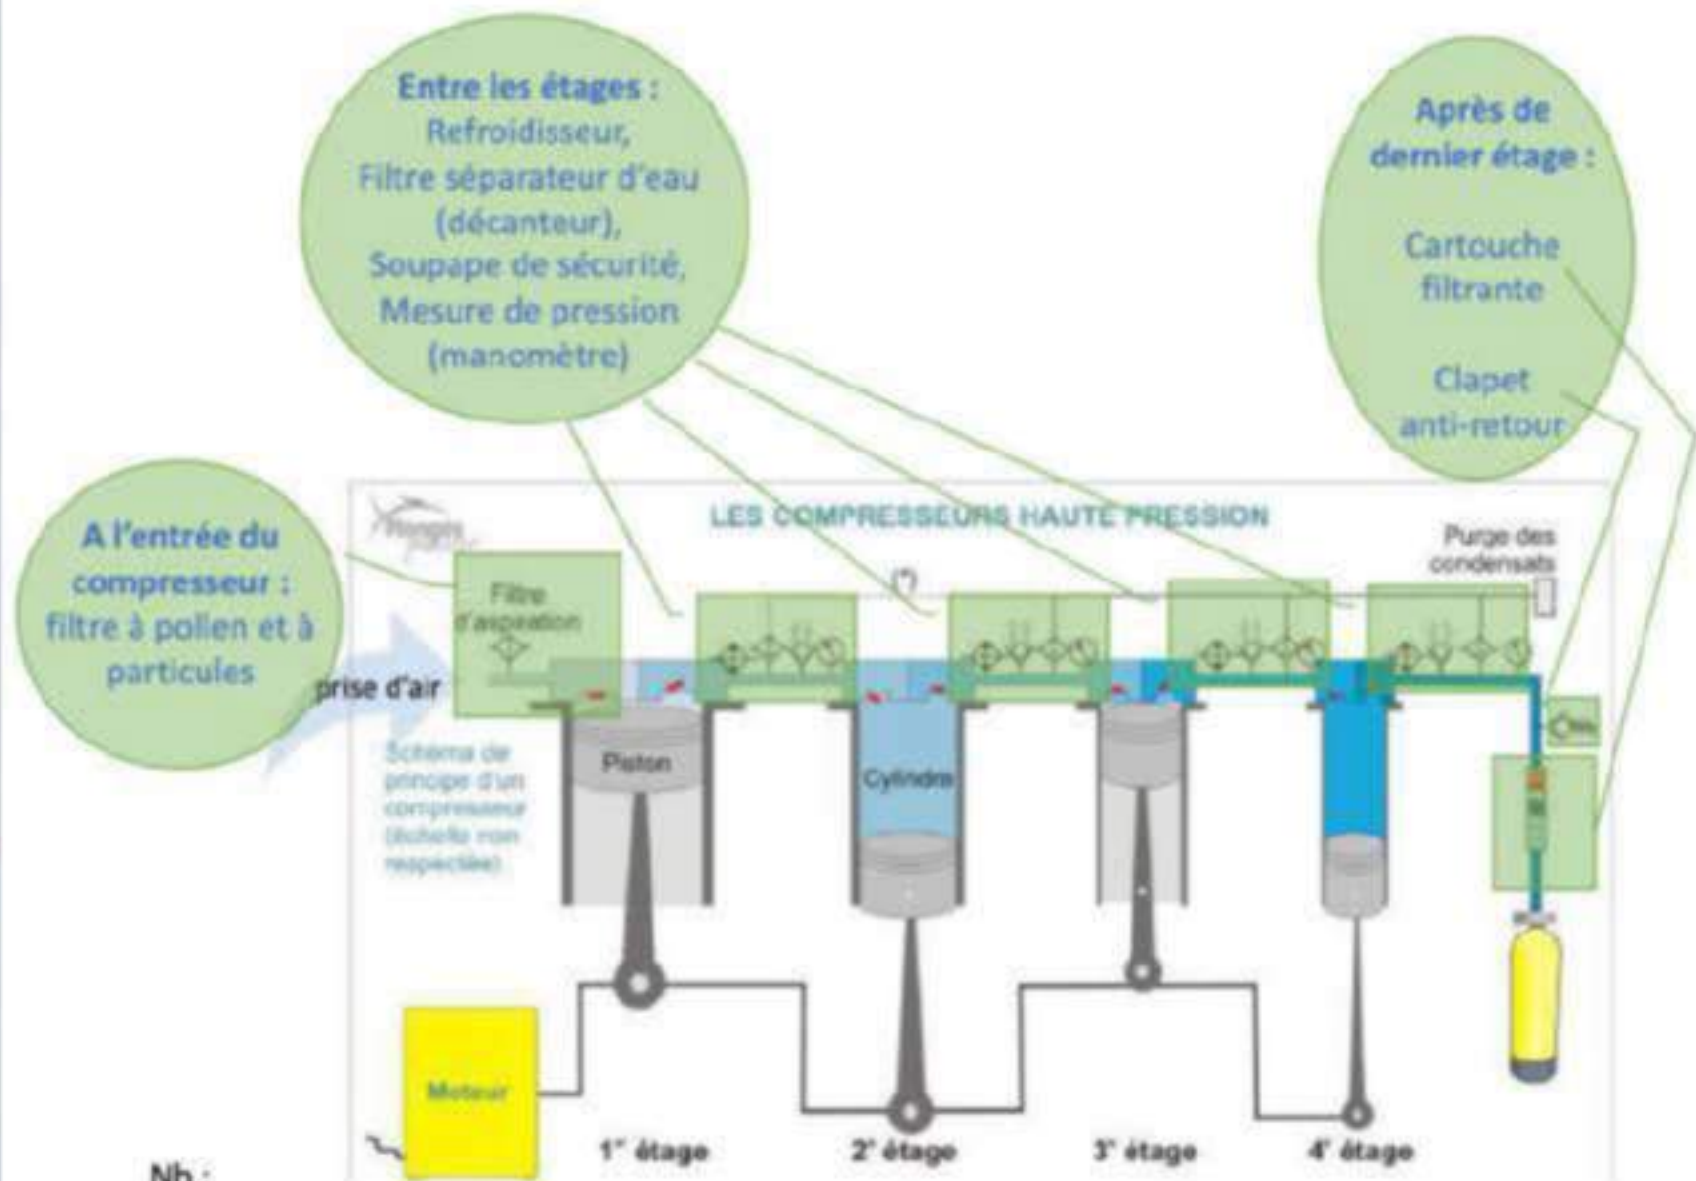 Entre les étages :
Refroidisseur,
Filtre séparateur d'eau
(décanteur),
Soupape de sécurité,
Mesure de pression
(manomètre)
Après de
dernier étage :
Cartouche
filtrante
Clapet
anti-retour
A l'entrée du
compresseur :
filtre à pollen et à
particules
LES COMPRESSEURS HAUTE PRESSION
Purge des
condensats
(*)
Filtre
d'aspiration
prise d'air
Schéma de
principe d'un
compresseur
(échelle non
respectée)
Piston
Cylindre
Moteur
1° étage
2° étage
3° étage
4° étage
Nb :